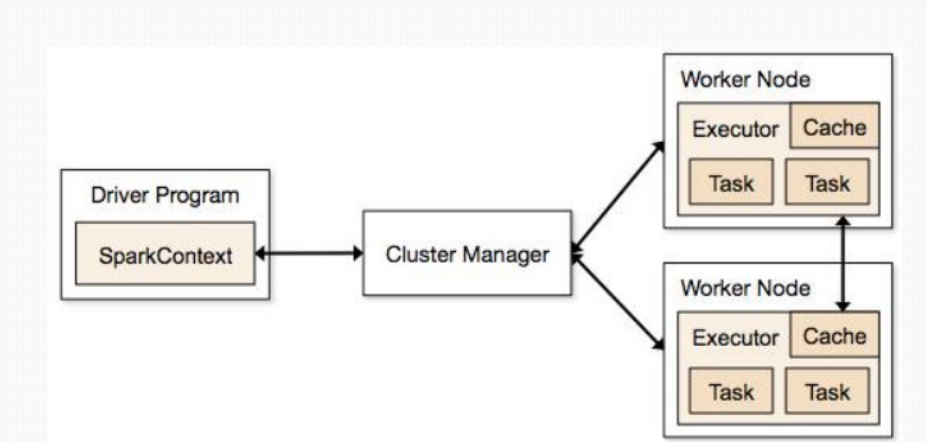 Driver Program
SparkContext
Cluster Manager
Worker Node
Executor
Cache
Task
Task
Worker Node
Executor
Cache
Task
Task